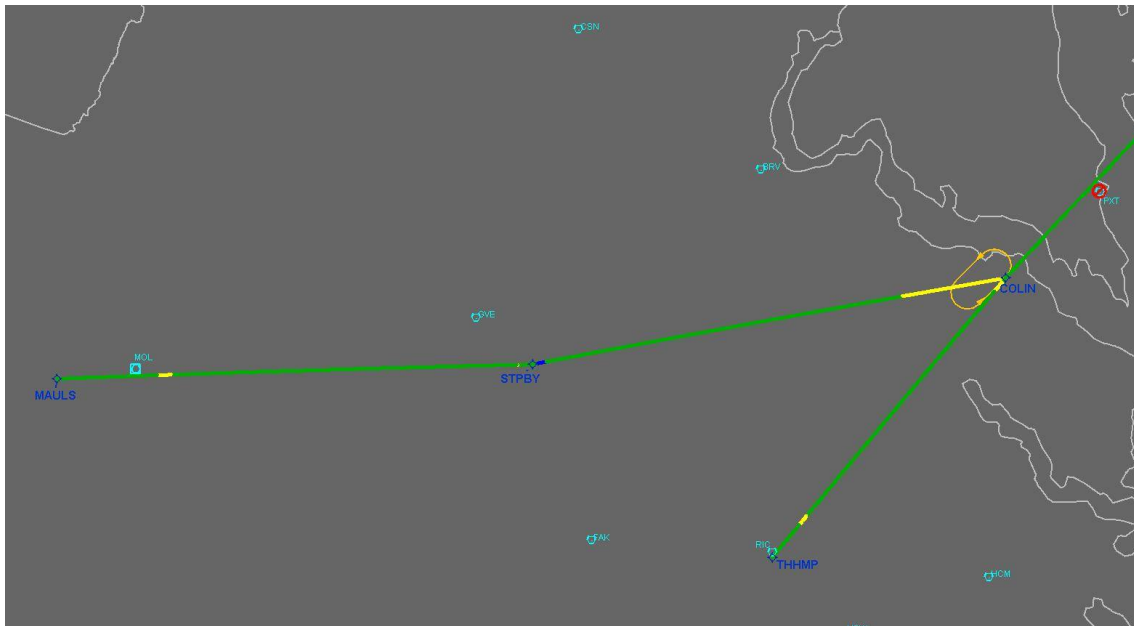 CSN
BRV
PXT
COLIN
GVE
MOL
STPBY
MAULS
FAK
RIC
THHMP
HCM